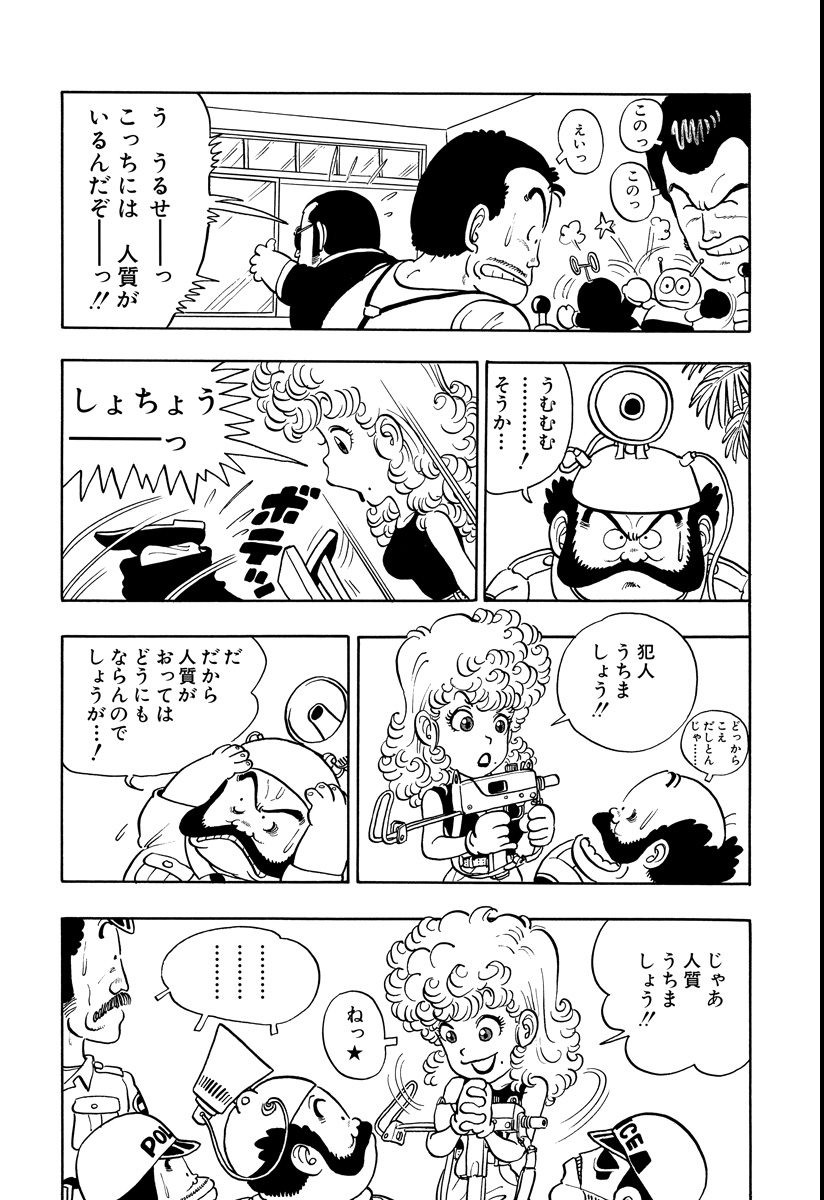 このっ
このっ
えいっ
う うるせ――っ
こっちには 人質が
いるんだぞ――っ!!
うむむむ
…………!
そうか…
しょちょう
――っ
ボデッ
犯人
うちま
しょう!!
どっから
こえ
だしとん
じゃ……
だ
だから
人質が
おっては
どうにも
ならんので
しょうが…!
じゃあ
人質
うちま
しょう!!
ねっ★
………
………
………
POLI
CE